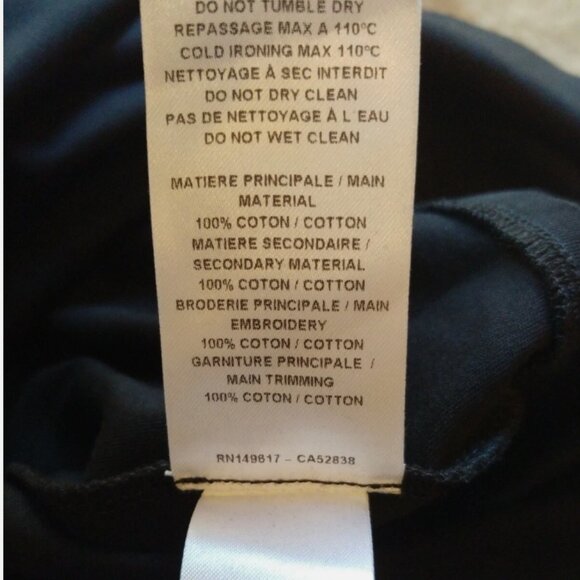 DO NOT TUMBLE DRY
REPASSAGE MAX A 110°C
COLD IRONING MAX 110°C
NETTOYAGE À SEC INTERDIT
DO NOT DRY CLEAN
PAS DE NETTOYAGE À L EAU
DO NOT WET CLEAN
MATIERE PRINCIPALE / MAIN
MATERIAL
100% COTON / COTTON
MATIERE SECONDAIRE /
SECONDARY MATERIAL
100% COTON / COTTON
BRODERIE PRINCIPALE / MAIN
EMBROIDERY
100% COTON / COTTON
GARNITURE PRINCIPALE /
MAIN TRIMMING
100% COTON / COTTON
RN149617 – CA52838